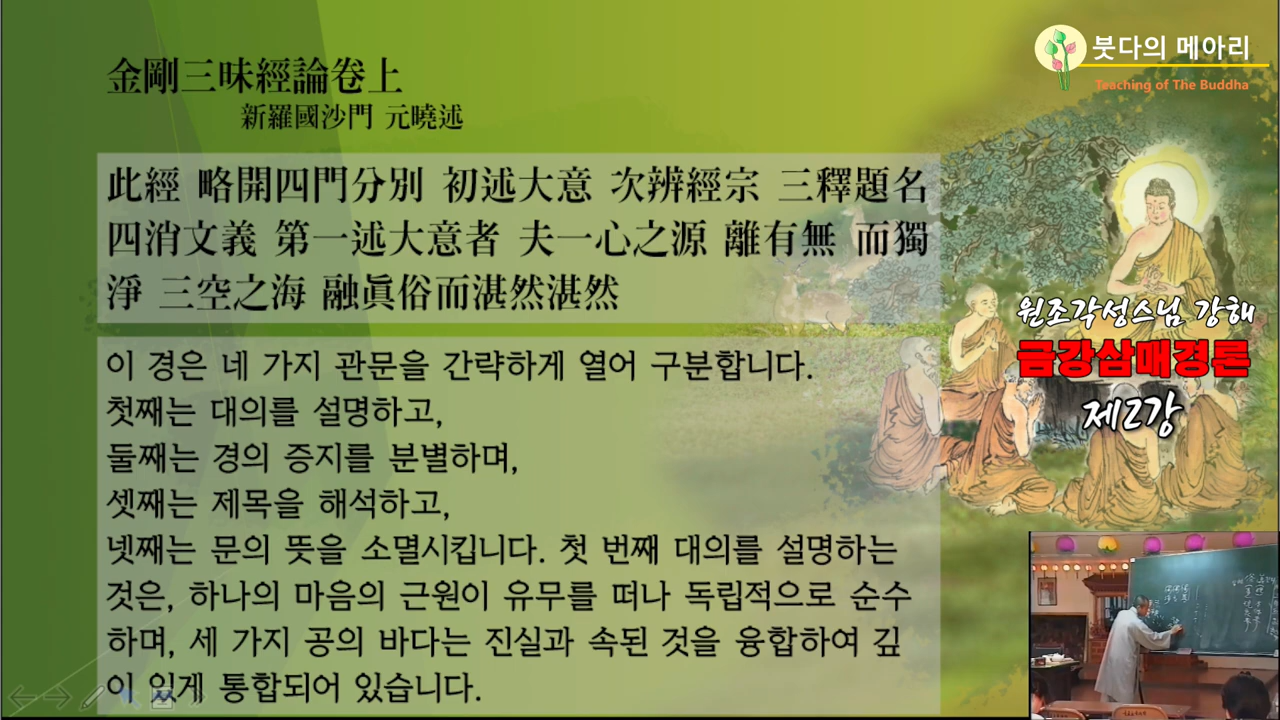 金剛三昧經論卷上
新羅國沙門 元曉述
此經 略開四門分別 初述大意 次辨經宗 三釋題名
四消文義 第一述大意者 夫一心之源 離有無 而獨
淨 三空之海 融眞俗而湛然湛然
이 경은 네 가지 관문을 간략하게 열어 구분합니다.
첫째는 대의를 설명하고,
둘째는 경의 증지를 분별하며,
셋째는 제목을 해석하고,
넷째는 문의 뜻을 소멸시킵니다. 첫 번째 대의를 설명하는
것은, 하나의 마음의 근원이 유무를 떠나 독립적으로 순수
하며, 세 가지 공의 바다는 진실과 속된 것을 융합하여 깊
이 있게 통합되어 있습니다.
붓다의 메아리
Teaching of The Buddha
원조각성스님 강해
금강삼매경론
제2강